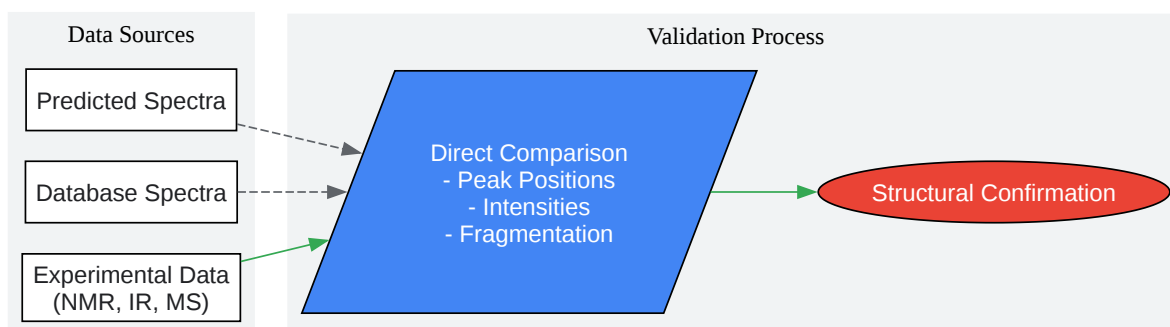 Data Sources
Predicted Spectra
Database Spectra
Experimental Data
(NMR, IR, MS)
Validation Process
Direct Comparison
- Peak Positions
- Intensities
- Fragmentation
Structural Confirmation